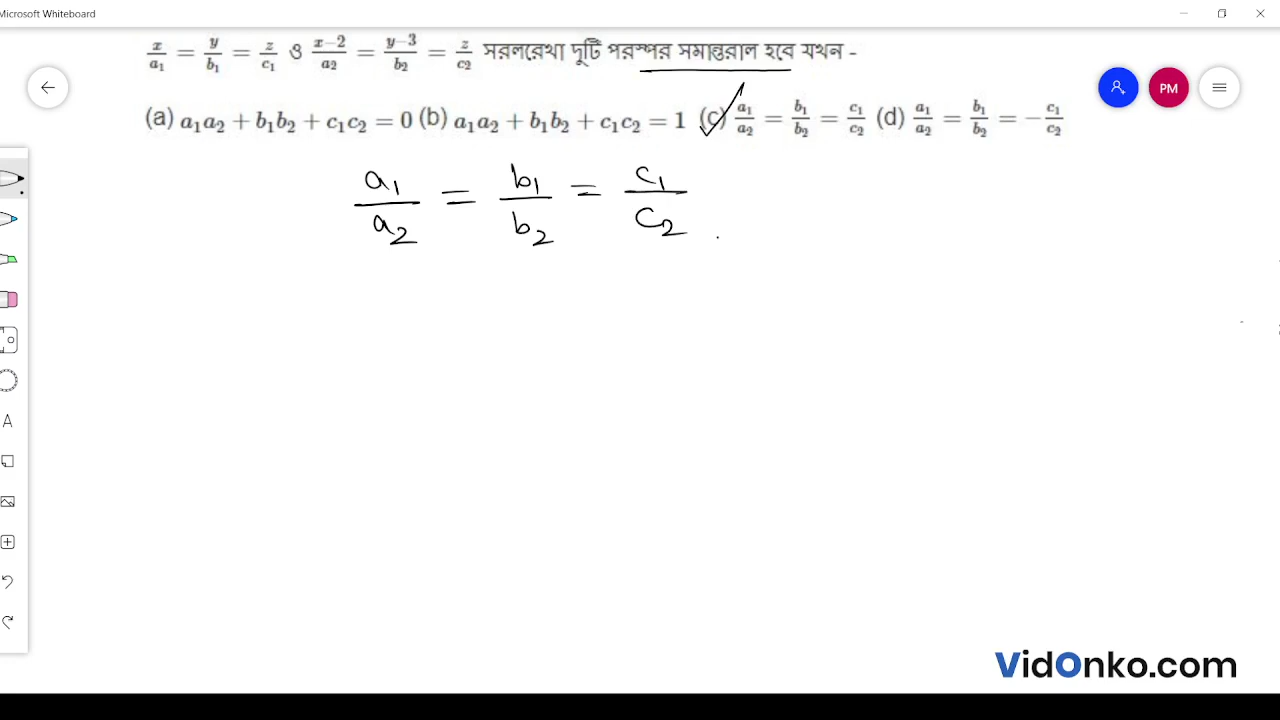 Microsoft Whiteboard
x/a₁ = y/b₁ = z/c₁ ও x−2/a₂ = y−3/b₂ = z/c₂ সরলরেখা দুটি পরস্পর সমান্তরাল হবে যখন -
PM
(a) a₁a₂ + b₁b₂ + c₁c₂ = 0 (b) a₁a₂ + b₁b₂ + c₁c₂ = 1 (c) a₁/a₂ = b₁/b₂ = c₁/c₂ (d) a₁/a₂ = b₁/b₂ = −c₁/c₂
a₁/a₂ = b₁/b₂ = c₁/c₂ .
A
VidOnko.com